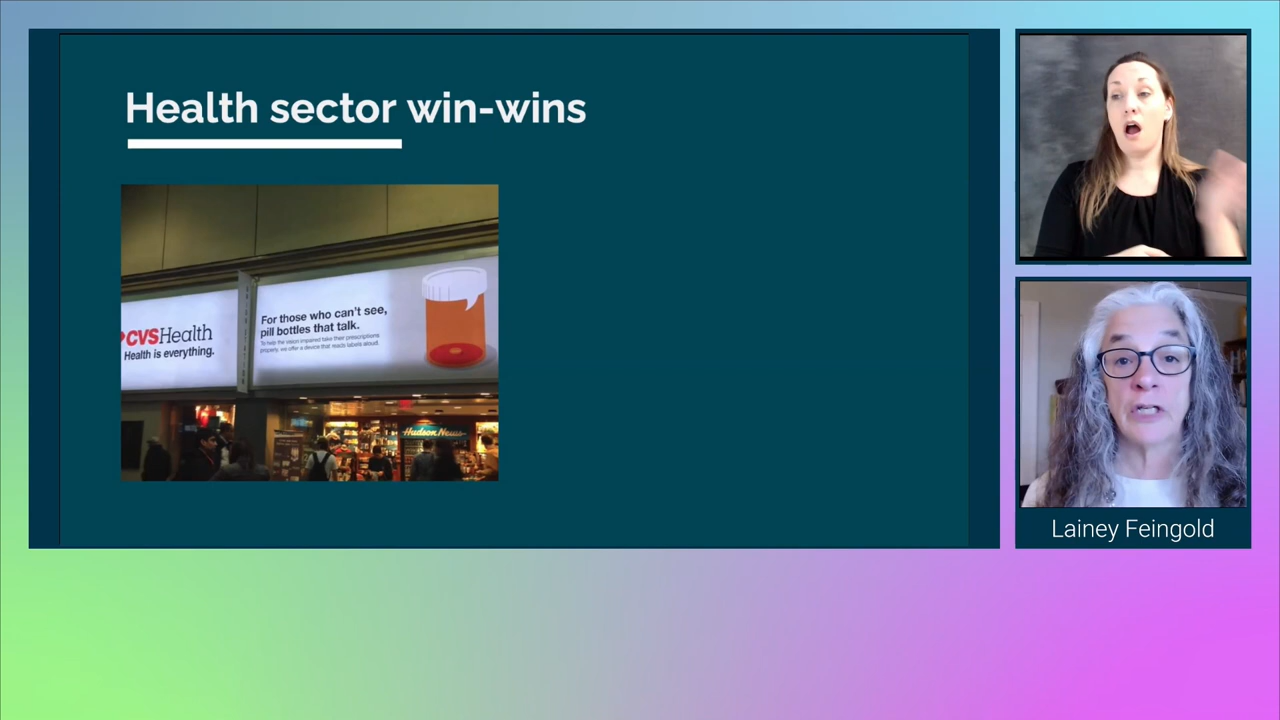 Health sector win-wins
CVSHealth
Health is everything.
For those who can't see,
pill bottles that talk.
To help the vision impaired take their prescriptions
properly, we offer a device that reads labels aloud.
Hudson News
Lainey Feingold